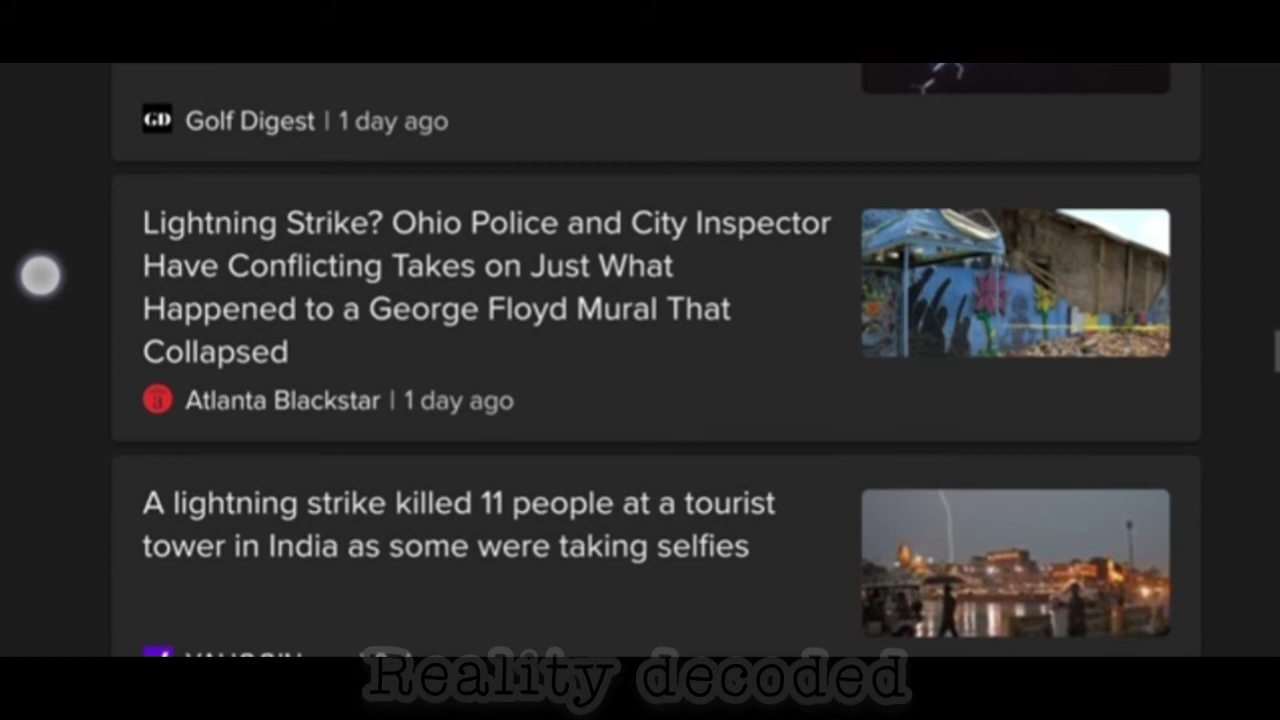 GD Golf Digest | 1 day ago
Lightning Strike? Ohio Police and City Inspector
Have Conflicting Takes on Just What
Happened to a George Floyd Mural That
Collapsed
a Atlanta Blackstar | 1 day ago
A lightning strike killed 11 people at a tourist
tower in India as some were taking selfies
Reality decoded